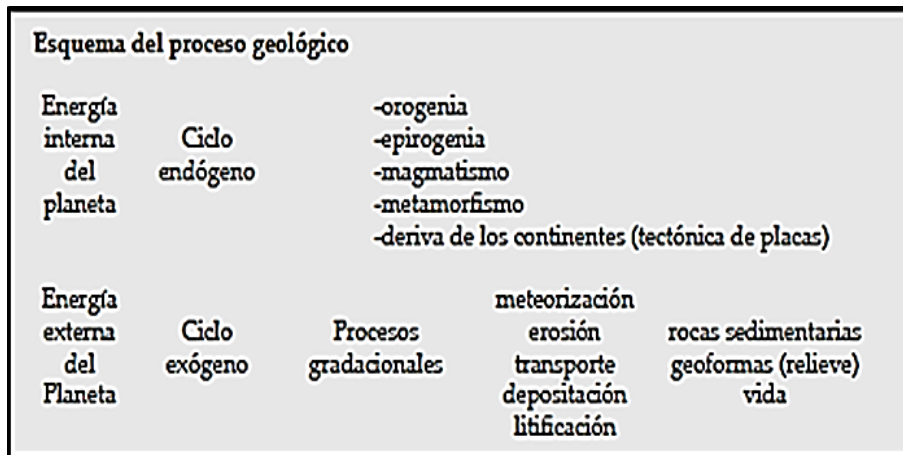 Esquema del proceso geológico
Energía
interna
del
planeta
Ciclo
endógeno
-orogenia
-epirogenia
-magmatismo
-metamorfismo
-deriva de los continentes (tectónica de placas)
Energía
externa
del
Planeta
Ciclo
exógeno
Procesos
gradacionales
meteorización
erosión
transporte
depositación
litificación
rocas sedimentarias
geoformas (relieve)
vida